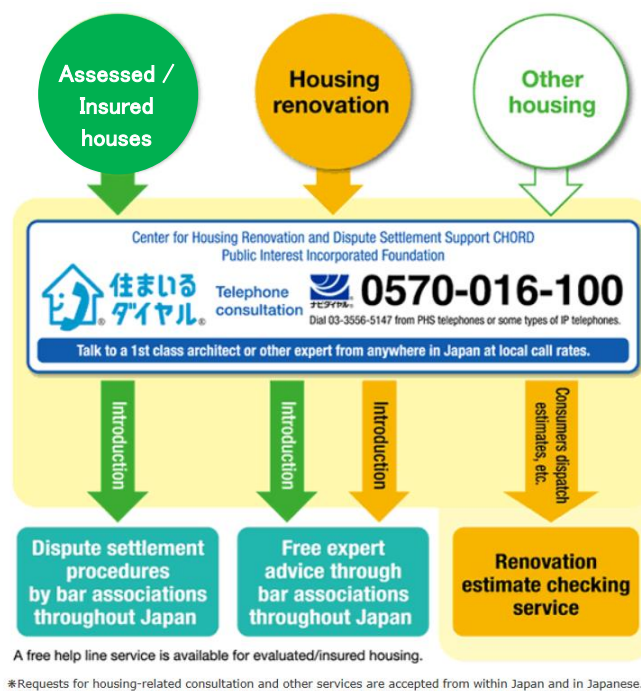 Assessed /
Insured
houses
Housing
renovation
Other
housing
Center for Housing Renovation and Dispute Settlement Support CHORD
Public Interest Incorporated Foundation
住まいる
ダイヤル®
Telephone
consultation
ナビダイヤル®
0570-016-100
Dial 03-3556-5147 from PHS telephones or some types of IP telephones.
Talk to a 1st class architect or other expert from anywhere in Japan at local call rates.
Introduction
Introduction
Introduction
Consumers dispatch
estimates, etc.
Dispute settlement
procedures
by bar associations
throughout Japan
Free expert
advice through
bar associations
throughout Japan
Renovation
estimate checking
service
A free help line service is available for evaluated/insured housing.
*Requests for housing-related consultation and other services are accepted from within Japan and in Japanese